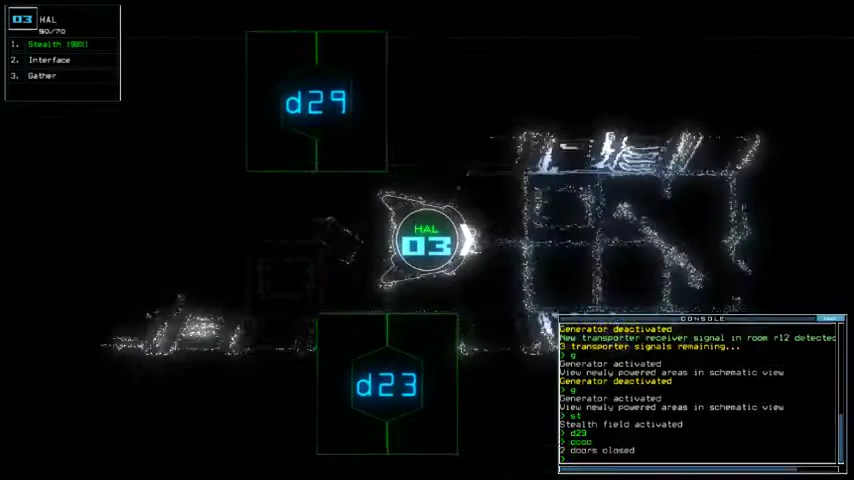 03 HAL
50/70
1. Stealth (90%)
2. Interface
3. Gather
d29
HAL
03
d23
CONSOLE
Generator deactivated
New transporter receiver signal in room r12 detected
3 transporter signals remaining...
> g
Generator activated
View newly powered areas in schematic view
Generator deactivated
> g
Generator activated
View newly powered areas in schematic view
> st
Stealth field activated
> d29
> cccc
2 doors closed
>